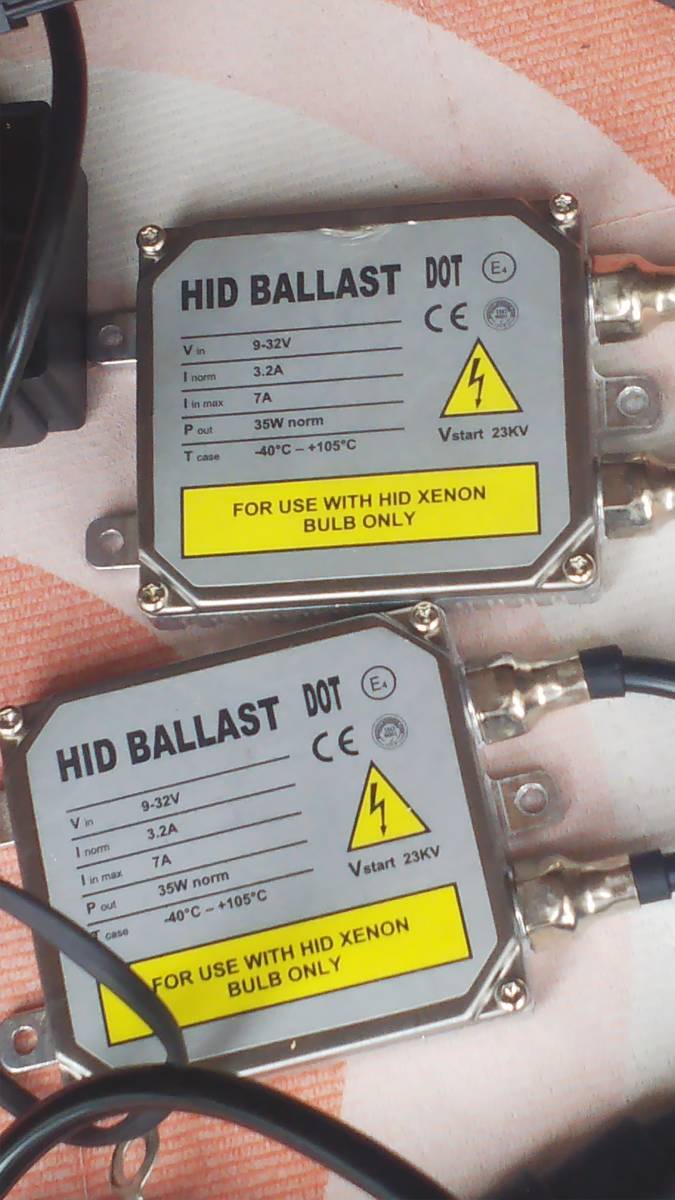 HID BALLAST DOT E4
CE
V in 9-32V
I norm 3.2A
I in max 7A
P out 35W norm
T case -40°C – +105°C
Vstart 23KV
FOR USE WITH HID XENON
BULB ONLY
HID BALLAST DOT E4
CE
V in 9-32V
I norm 3.2A
I in max 7A
P out 35W norm
T case -40°C – +105°C
Vstart 23KV
FOR USE WITH HID XENON
BULB ONLY